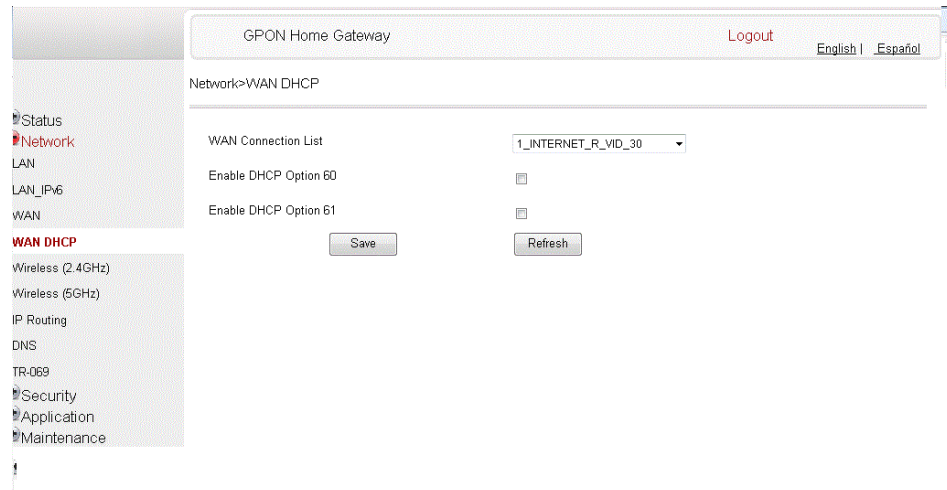 GPON Home Gateway
Logout
English | Español
Network>WAN DHCP
Status
Network
LAN
LAN_IPv6
WAN
WAN DHCP
Wireless (2.4GHz)
Wireless (5GHz)
IP Routing
DNS
TR-069
Security
Application
Maintenance
WAN Connection List
1_INTERNET_R_VID_30
Enable DHCP Option 60
Enable DHCP Option 61
Save
Refresh